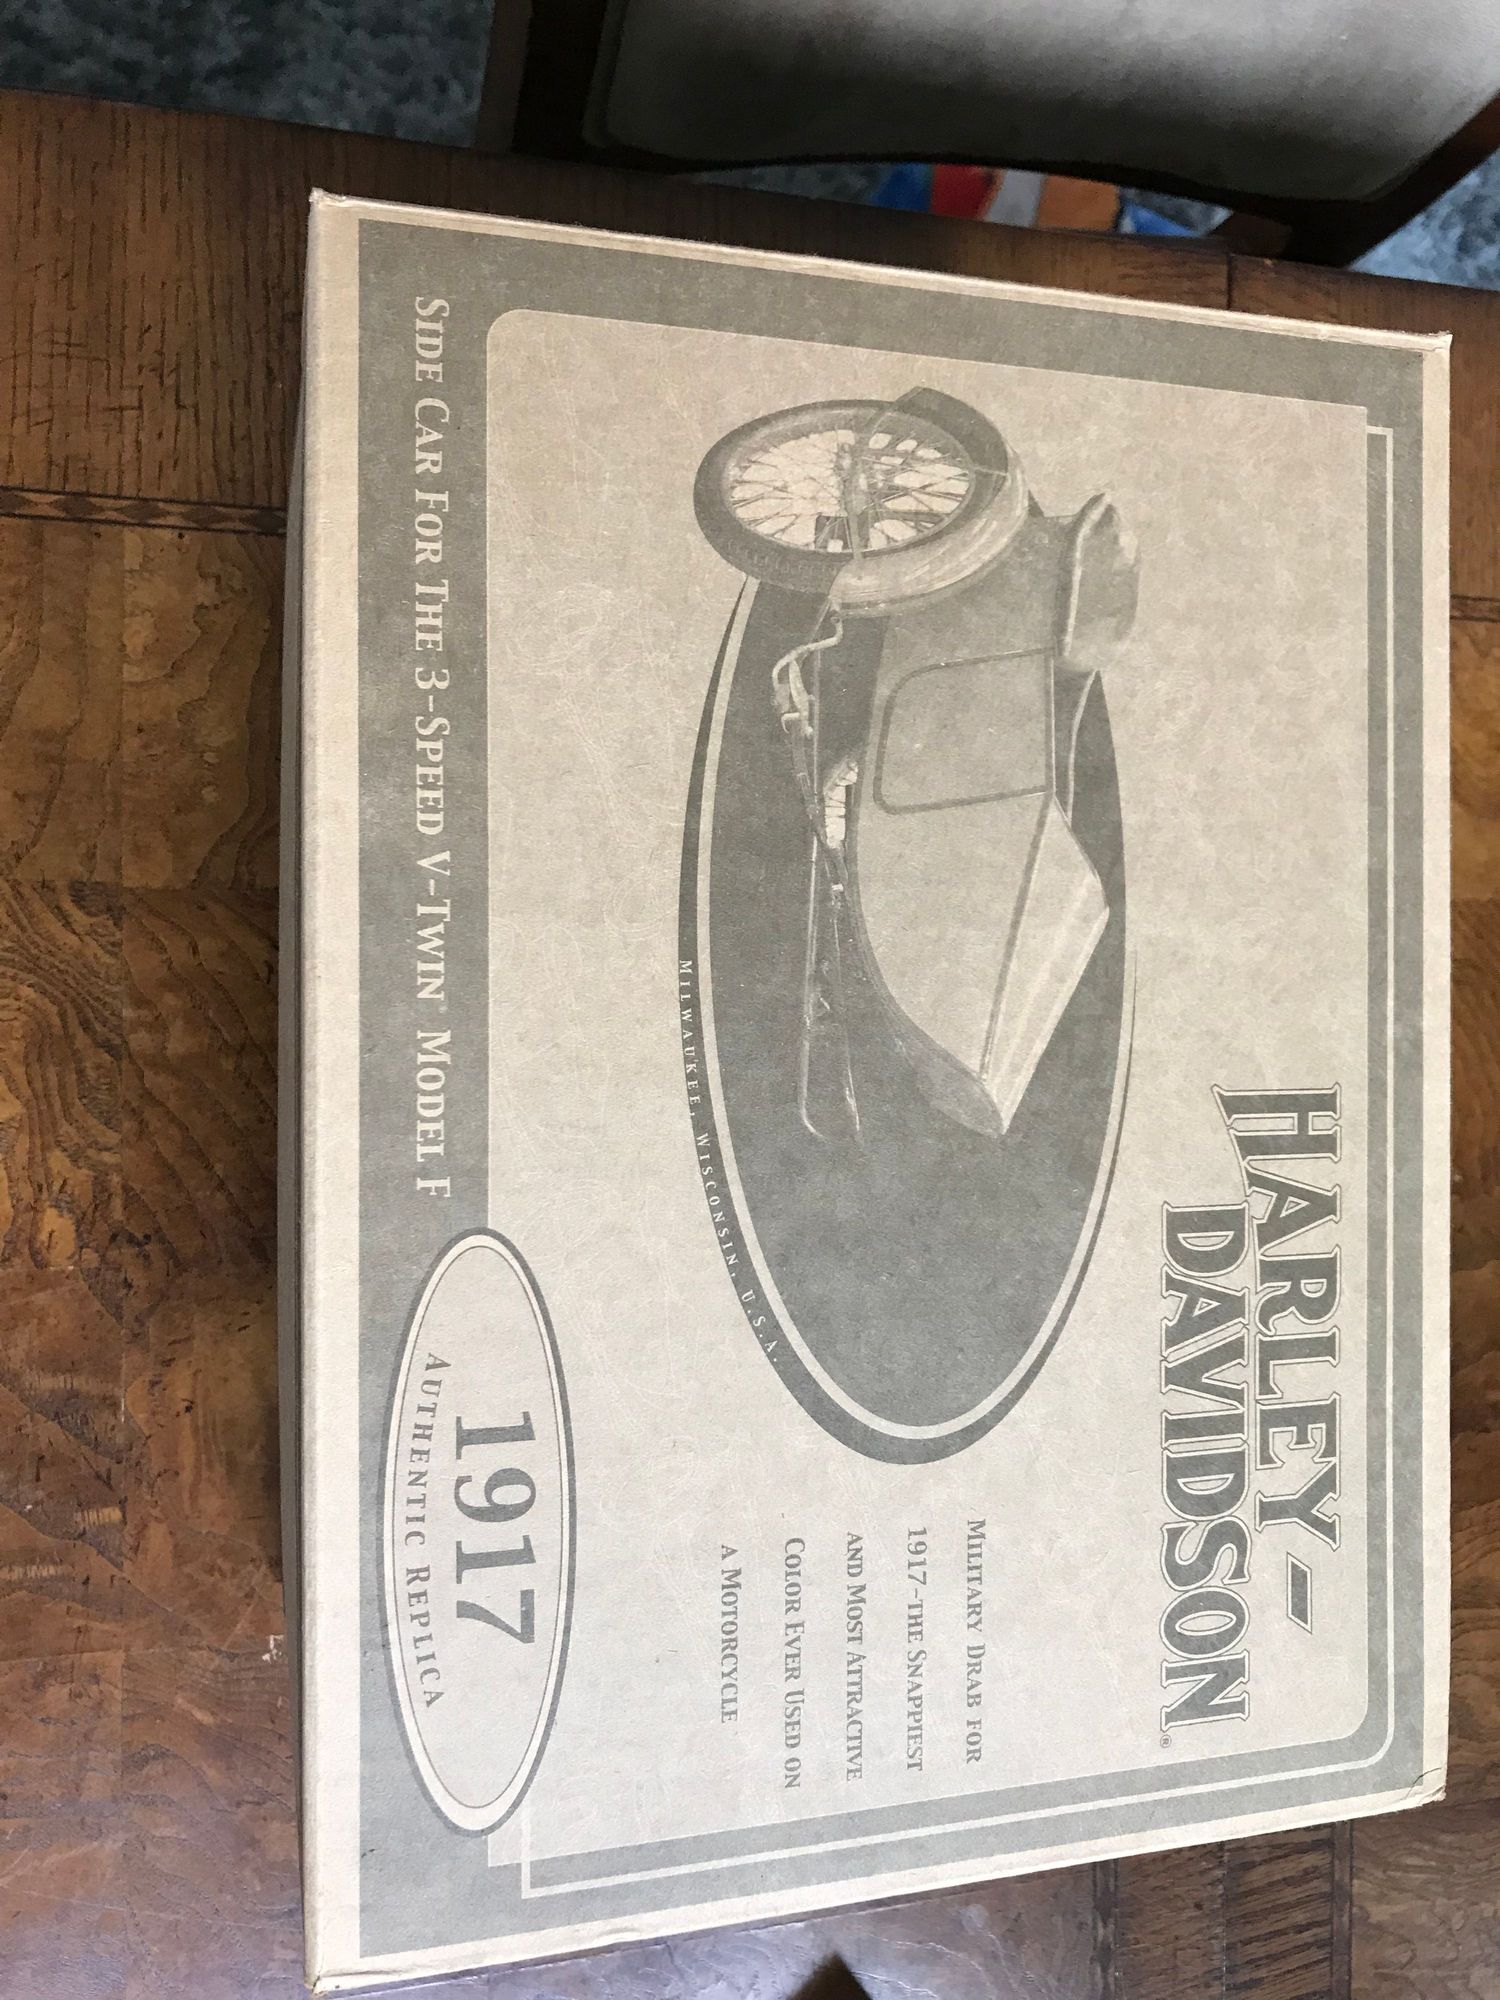 HARLEY-
DAVIDSON®
MILITARY DRAB FOR
1917-THE SNAPPIEST
AND MOST ATTRACTIVE
COLOR EVER USED ON
A MOTORCYCLE
MILWAUKEE, WISCONSIN, U.S.A.
SIDE CAR FOR THE 3-SPEED V-TWIN® MODEL F
1917
AUTHENTIC REPLICA